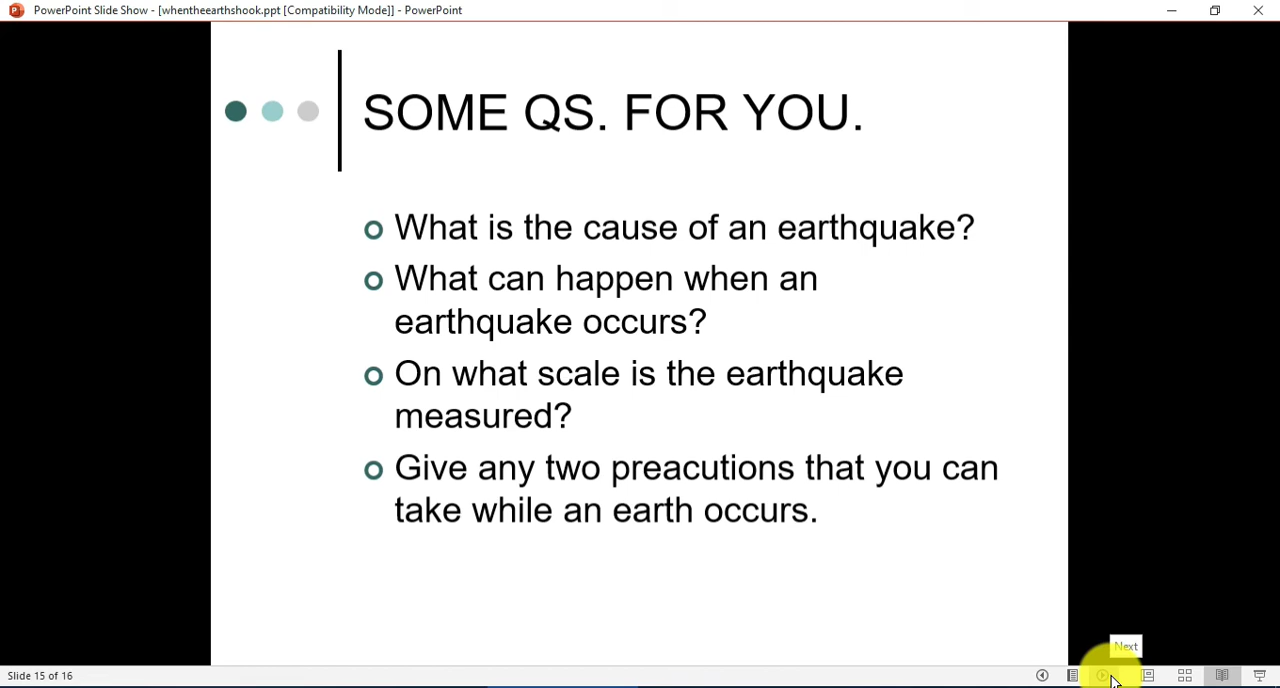 PowerPoint Slide Show - [whentheearthshook.ppt [Compatibility Mode]] - PowerPoint
SOME QS. FOR YOU.
What is the cause of an earthquake?
What can happen when an
earthquake occurs?
On what scale is the earthquake
measured?
Give any two preacutions that you can
take while an earth occurs.
Next
Slide 15 of 16